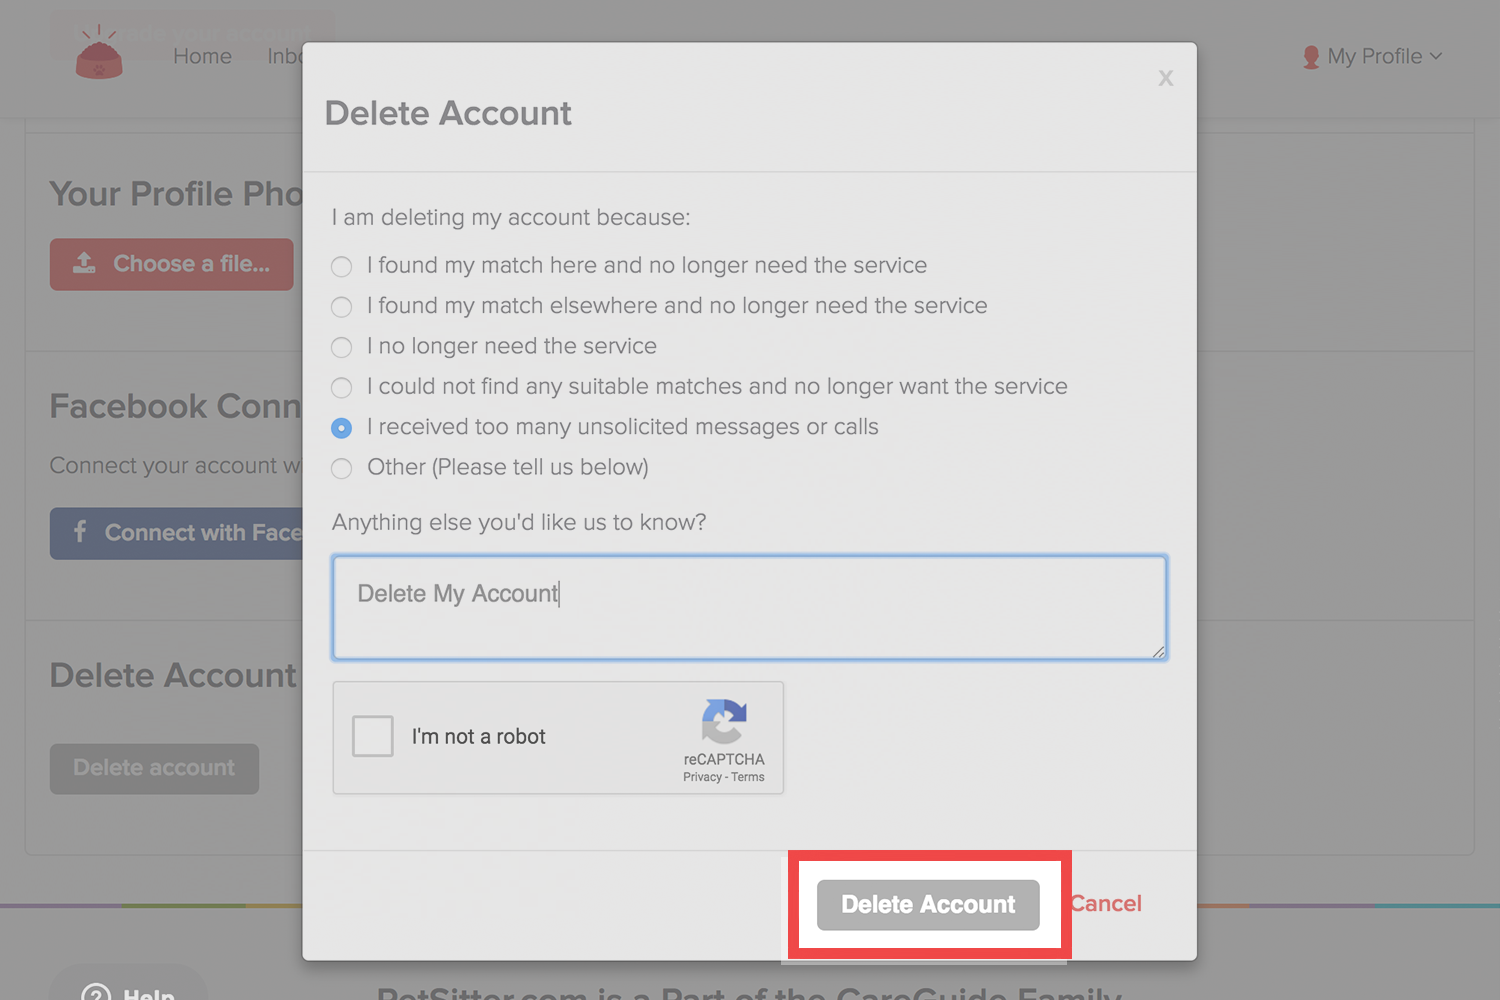 Home
Inbo
My Profile
x
Delete Account
Your Profile Pho
Choose a file...
I am deleting my account because:
I found my match here and no longer need the service
I found my match elsewhere and no longer need the service
I no longer need the service
I could not find any suitable matches and no longer want the service
I received too many unsolicited messages or calls
Other (Please tell us below)
Facebook Conn
Connect your account w
f Connect with Face
Anything else you'd like us to know?
Delete My Account
Delete Account
Delete account
I'm not a robot
reCAPTCHA
Privacy - Terms
Delete Account
Cancel
? Help
PetSitter.com is a Part of the CareGuide Family